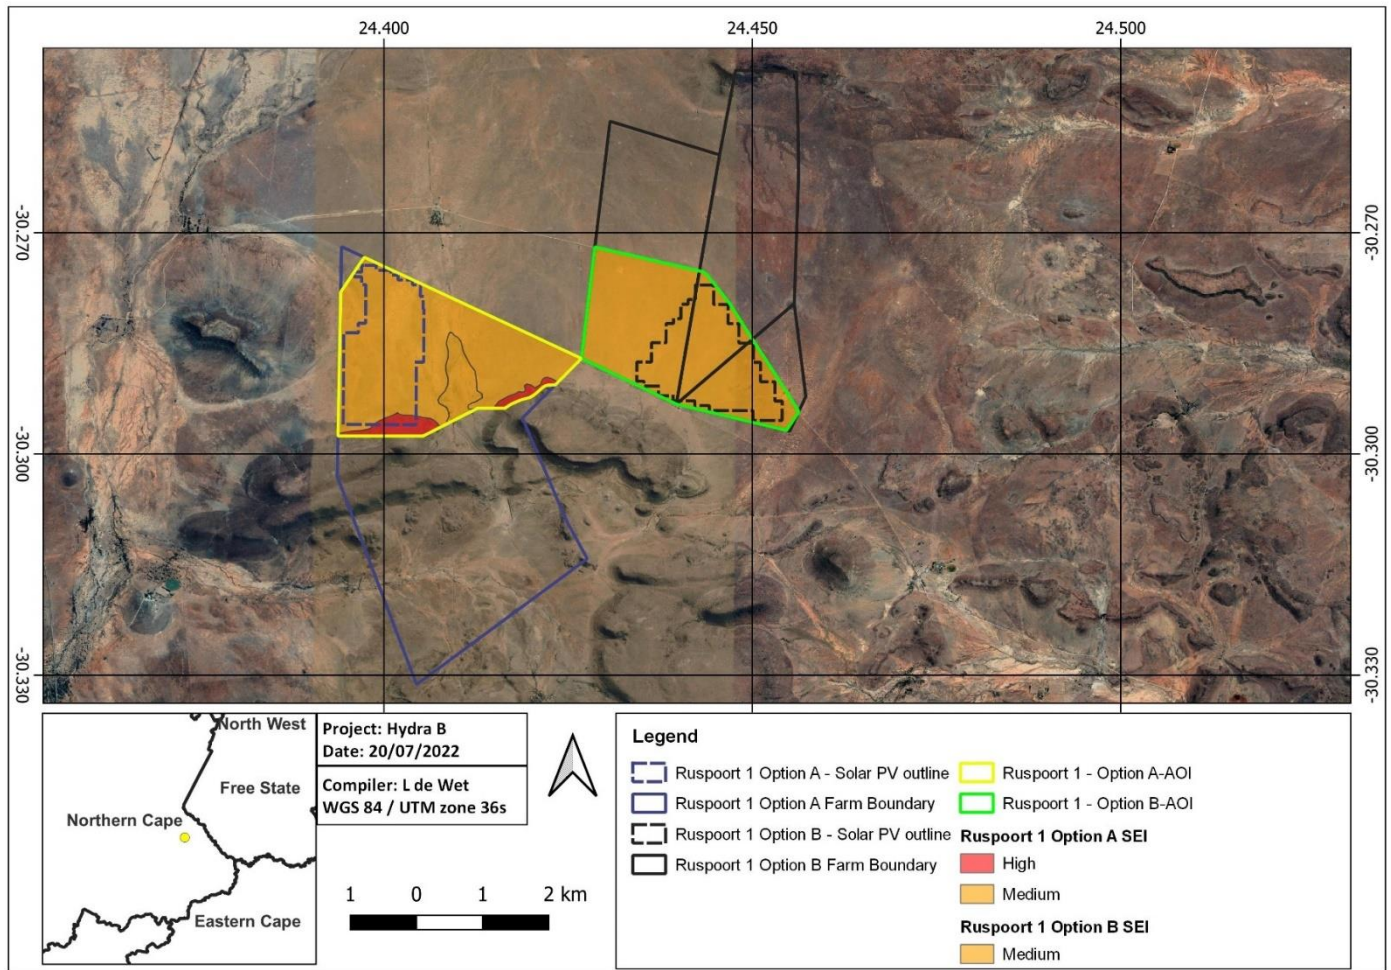 24.400
24.450
24.500
-30.270
-30.270
-30.300
-30.300
-30.330
-30.330
North West
Free State
Northern Cape
Eastern Cape
Project: Hydra B
Date: 20/07/2022
Compiler: L de Wet
WGS 84 / UTM zone 36s
1 0 1 2 km
Legend
Ruspoort 1 Option A - Solar PV outline
Ruspoort 1 Option A Farm Boundary
Ruspoort 1 Option B - Solar PV outline
Ruspoort 1 Option B Farm Boundary
Ruspoort 1 - Option A-AOI
Ruspoort 1 - Option B-AOI
Ruspoort 1 Option A SEI
High
Medium
Ruspoort 1 Option B SEI
Medium